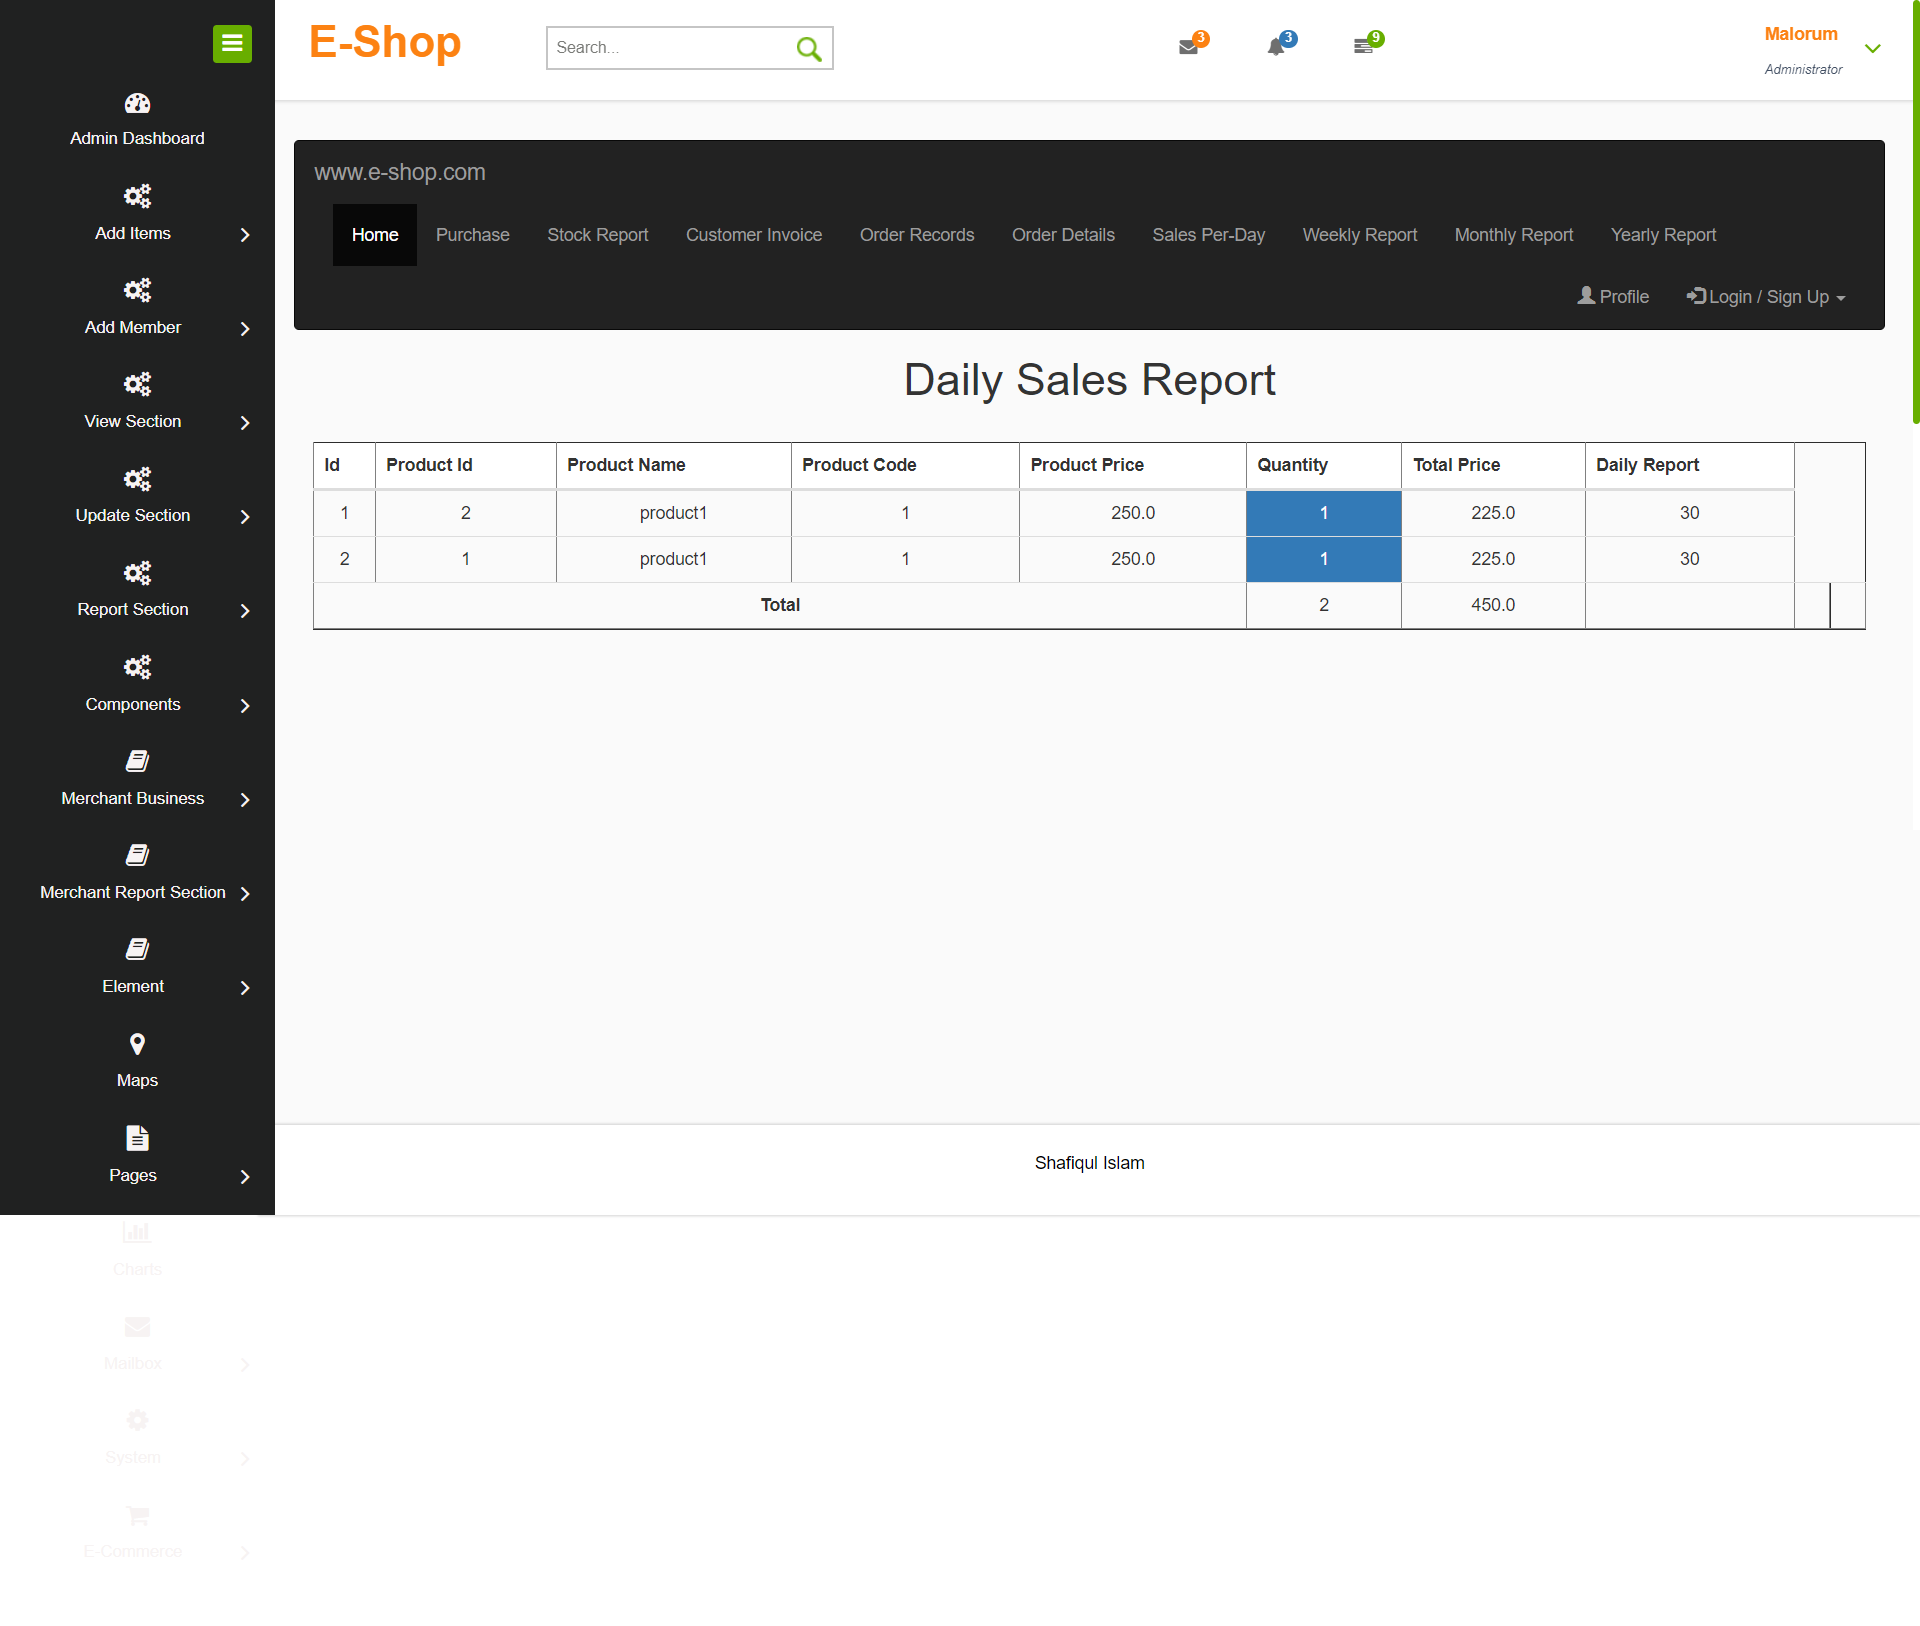 E-Shop
Search...
3
3
9
Malorum
Administrator
Admin Dashboard
Add Items
Add Member
View Section
Update Section
Report Section
Components
Merchant Business
Merchant Report Section
Element
Maps
Pages
Charts
Mailbox
System
E-Commerce
www.e-shop.com
Home Purchase Stock Report Customer Invoice Order Records Order Details Sales Per-Day Weekly Report Monthly Report Yearly Report
Profile Login / Sign Up
Daily Sales Report
Id Product Id Product Name Product Code Product Price Quantity Total Price Daily Report
1 2 product1 1 250.0 1 225.0 30
2 1 product1 1 250.0 1 225.0 30
Total 2 450.0
Shafiqul Islam